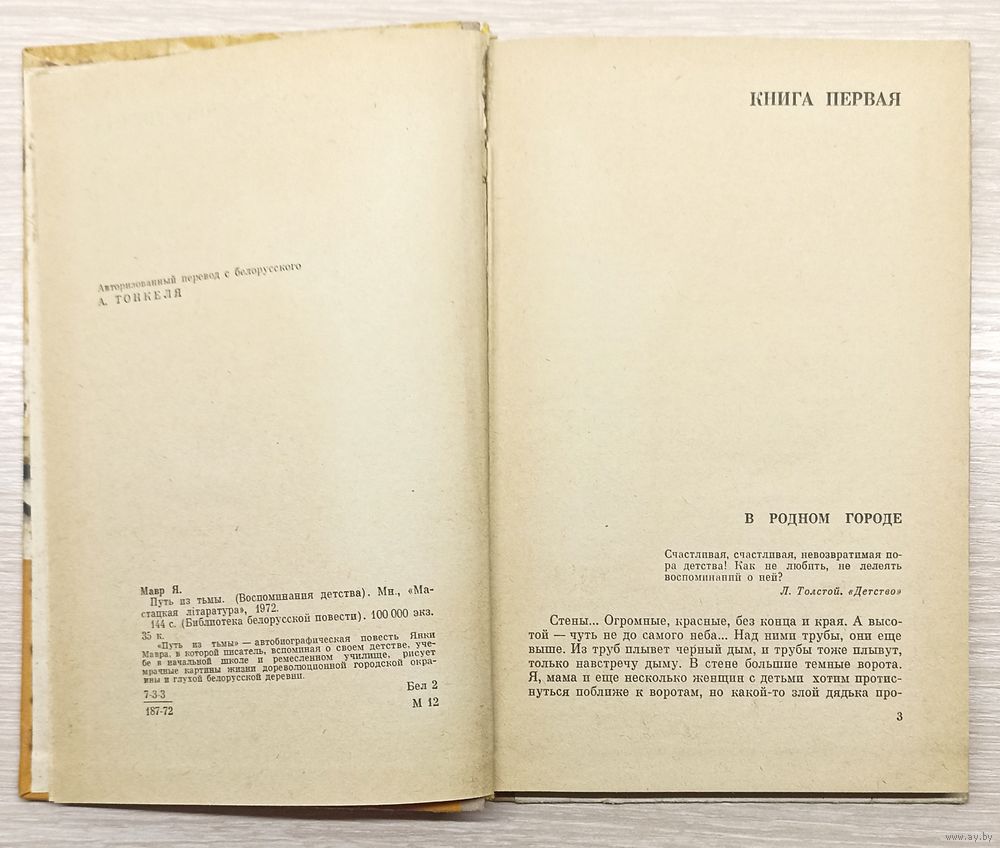 Авторизованный перевод с белорусского
А. ТОНКЕЛЯ
Мавр Я.
Путь из тьмы. (Воспоминания детства). Мн., «Ма-
стацкая літаратура», 1972.
144 с. (Библиотека белорусской повести). 100 000 экз.
35 к.
«Путь из тьмы» — автобиографическая повесть Янки
Мавра, в которой писатель, вспоминая о своем детстве, уче-
бе в начальной школе и ремесленном училище, рисует
мрачные картины жизни дореволюционной городской окра-
ины и глухой белорусской деревни.
7-3-3
187-72
Бел 2
М 12
КНИГА ПЕРВАЯ
В РОДНОМ ГОРОДЕ
Счастливая, счастливая, невозвратимая по-
ра детства! Как не любить, не лелеять
воспоминаний о ней?
Л. Толстой. «Детство»
Стены... Огромные, красные, без конца и края. А высо-
той — чуть не до самого неба... Над ними трубы, они еще
выше. Из труб плывет черный дым, и трубы тоже плывут,
только навстречу дыму. В стене большие темные ворота.
Я, мама и еще несколько женщин с детьми хотим протис-
нуться поближе к воротам, но какой-то злой дядька про-
3
www.ay.by